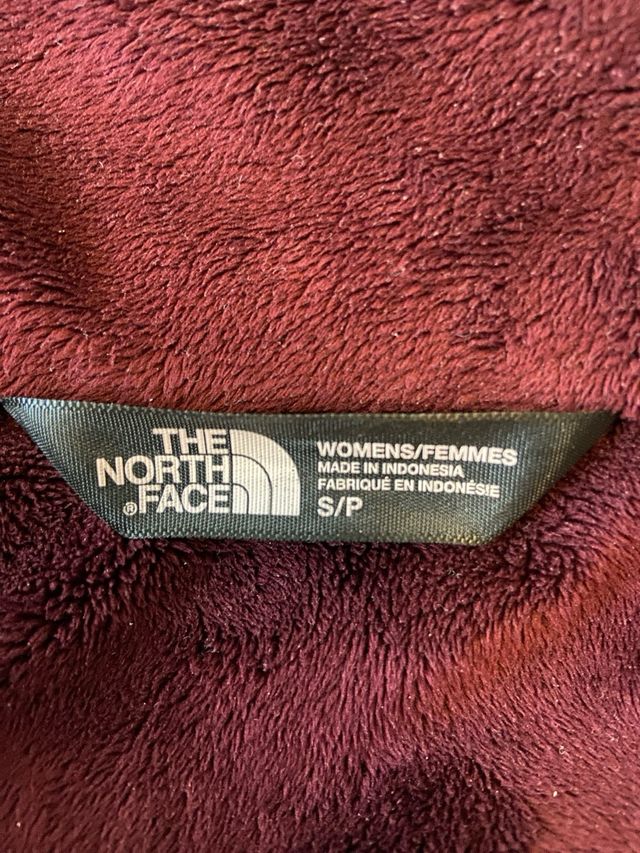 THE
NORTH
®FACE
WOMENS/FEMMES
MADE IN INDONESIA
FABRIQUÉ EN INDONÉSIE
S/P